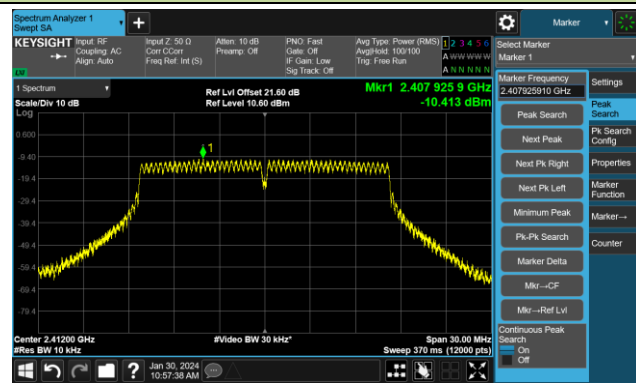 Spectrum Analyzer 1
Swept SA
Marker
KEYSIGHT
Input: RF
Coupling: AC
Align: Auto
Input Z: 50 Ω
Corr CCorr
Freq Ref: Int (S)
Atten: 10 dB
Preamp: Off
PNO: Fast
Gate: Off
IF Gain: Low
Sig Track: Off
Avg Type: Power (RMS)
Avg|Hold: 100/100
Trig: Free Run
1 2 3 4 5 6
A W W W W W
A N N N N N
LW
1 Spectrum
Scale/Div 10 dB
Log
Ref Lvl Offset 21.60 dB
Ref Level 10.60 dBm
Mkr1 2.407 925 9 GHz
-10.413 dBm
0.600
-9.40
-19.4
-29.4
-39.4
-49.4
-59.4
-69.4
-79.4
1
Center 2.41200 GHz
#Res BW 10 kHz
#Video BW 30 kHz*
Span 30.00 MHz
Sweep 370 ms (12000 pts)
Jan 30, 2024
10:57:38 AM
Select Marker
Marker 1
Marker Frequency
2.407925910 GHz
Peak Search
Next Peak
Next Pk Right
Next Pk Left
Minimum Peak
Pk-Pk Search
Marker Delta
Mkr→CF
Mkr→Ref Lvl
Continuous Peak
Search
On
Off
Settings
Peak
Search
Pk Search
Config
Properties
Marker
Function
Marker→
Counter